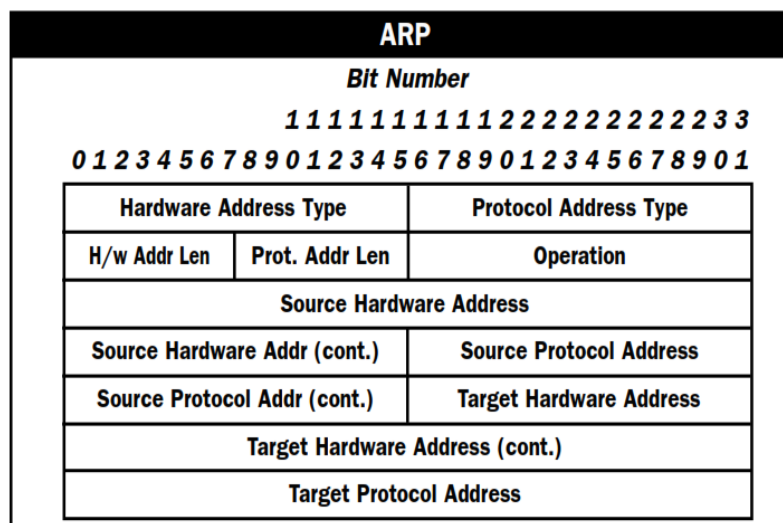 ARP
Bit Number
1 1 1 1 1 1 1 1 1 1 2 2 2 2 2 2 2 2 2 2 3 3
0 1 2 3 4 5 6 7 8 9 0 1 2 3 4 5 6 7 8 9 0 1 2 3 4 5 6 7 8 9 0 1
Hardware Address Type Protocol Address Type
H/w Addr Len Prot. Addr Len Operation
Source Hardware Address
Source Hardware Addr (cont.) Source Protocol Address
Source Protocol Addr (cont.) Target Hardware Address
Target Hardware Address (cont.)
Target Protocol Address